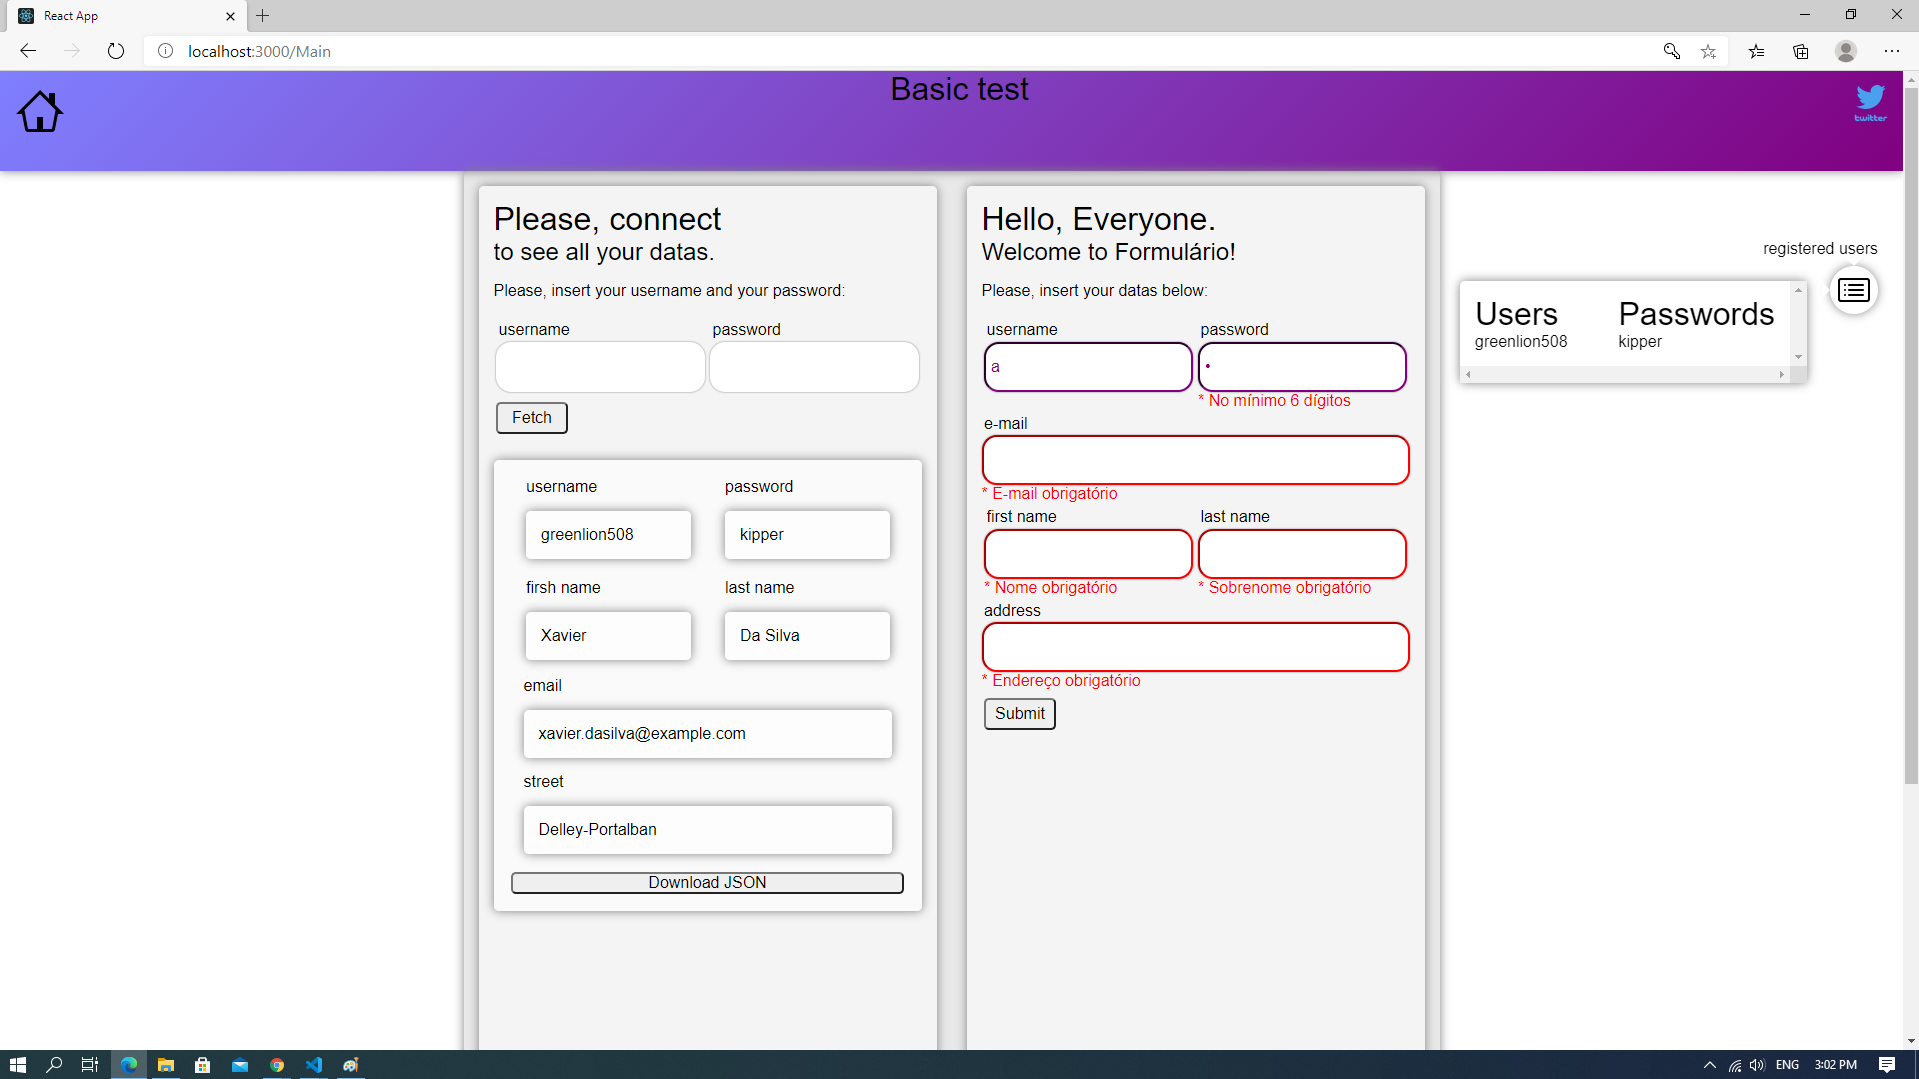 React App
localhost:3000/Main
Basic test
twitter
Please, connect
to see all your datas.
Please, insert your username and your password:
username password
Fetch
username password
greenlion508 kipper
firsh name last name
Xavier Da Silva
email
xavier.dasilva@example.com
street
Delley-Portalban
Download JSON
Hello, Everyone.
Welcome to Formulário!
Please, insert your datas below:
username password
a •
* No mínimo 6 dígitos
e-mail
* E-mail obrigatório
first name last name
* Nome obrigatório * Sobrenome obrigatório
address
* Endereço obrigatório
Submit
registered users
Users Passwords
greenlion508 kipper
ENG 3:02 PM